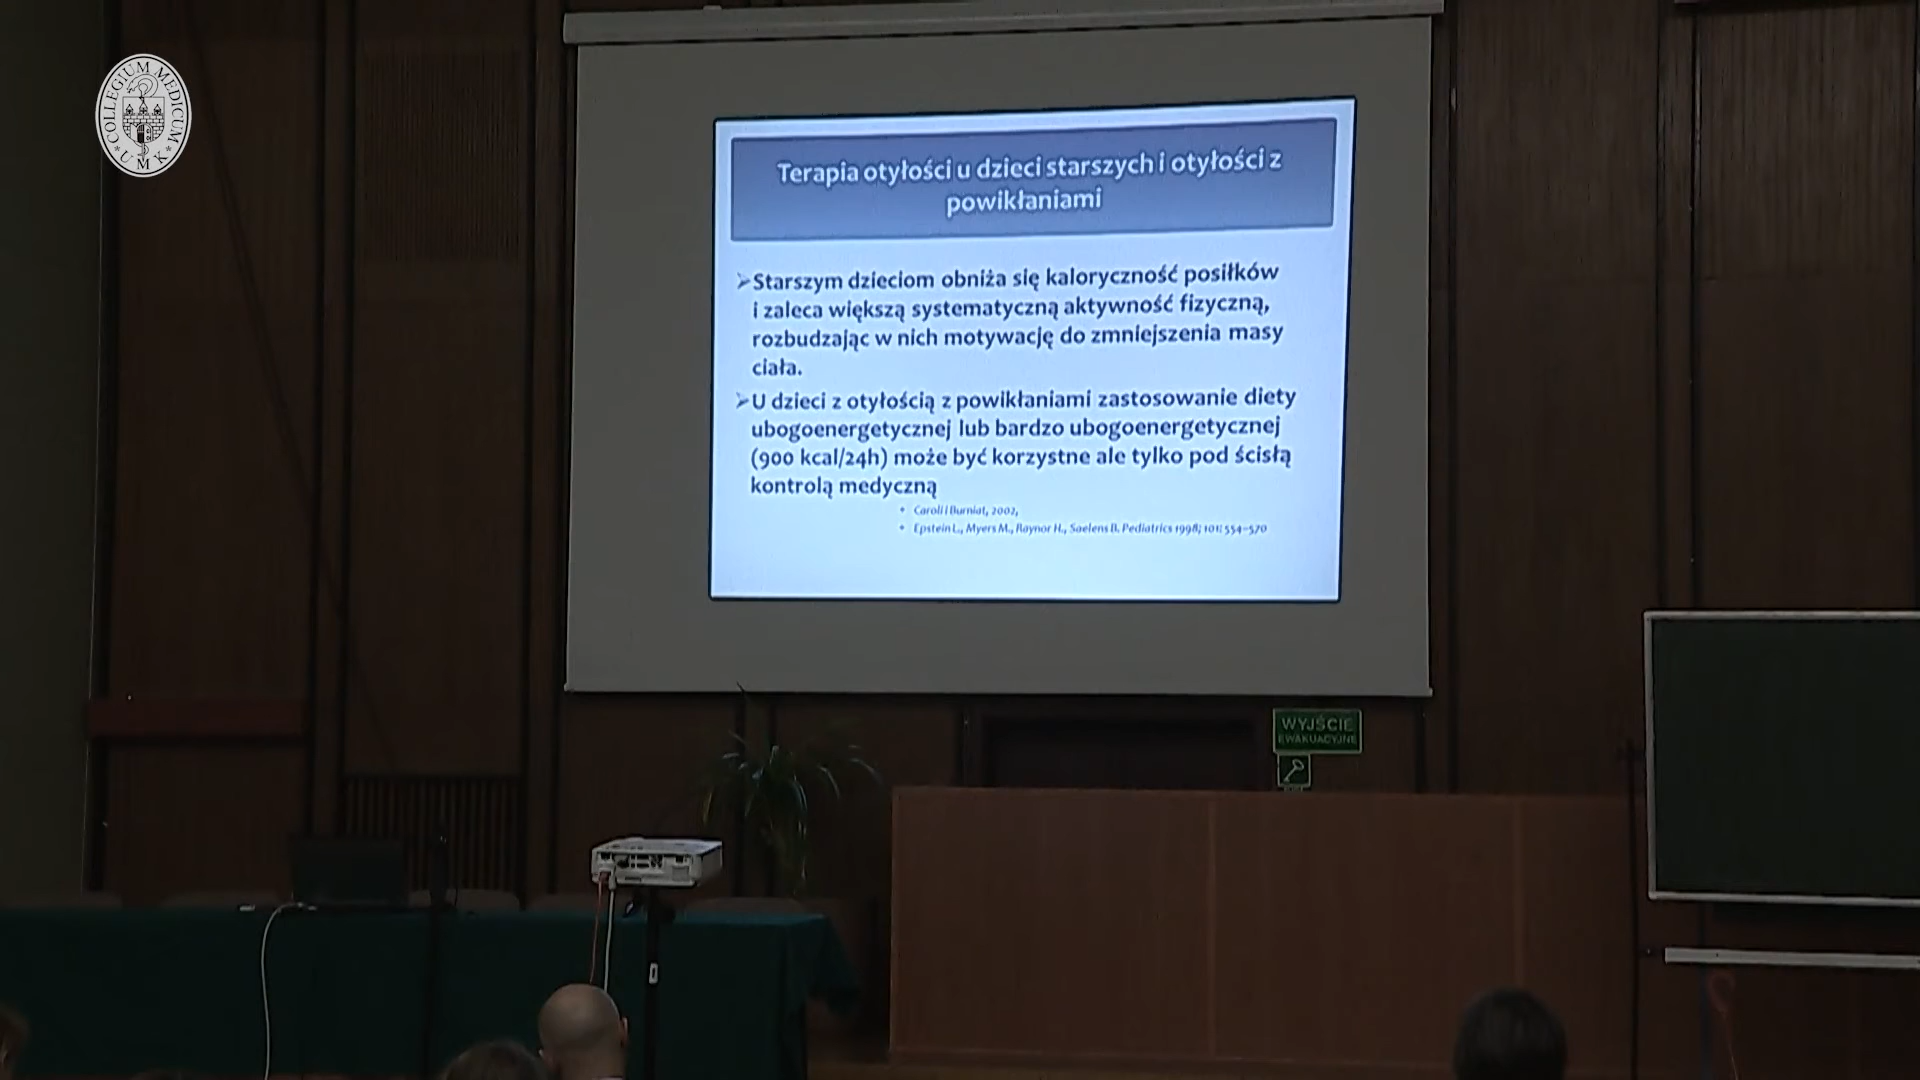 COLLEGIUM MEDICUM
* UMK *
Terapia otyłości u dzieci starszych i otyłości z
powikłaniami
➢Starszym dzieciom obniża się kaloryczność posiłków
i zaleca większą systematyczną aktywność fizyczną,
rozbudzając w nich motywację do zmniejszenia masy
ciała.
➢U dzieci z otyłością z powikłaniami zastosowanie diety
ubogoenergetycznej lub bardzo ubogoenergetycznej
(900 kcal/24h) może być korzystne ale tylko pod ścisłą
kontrolą medyczną
• Caroli i Burniat, 2002,
• Epstein L., Myers M., Raynor H., Saelens B. Pediatrics 1998; 101: 554–570
WYJŚCIE
EWAKUACYJNE